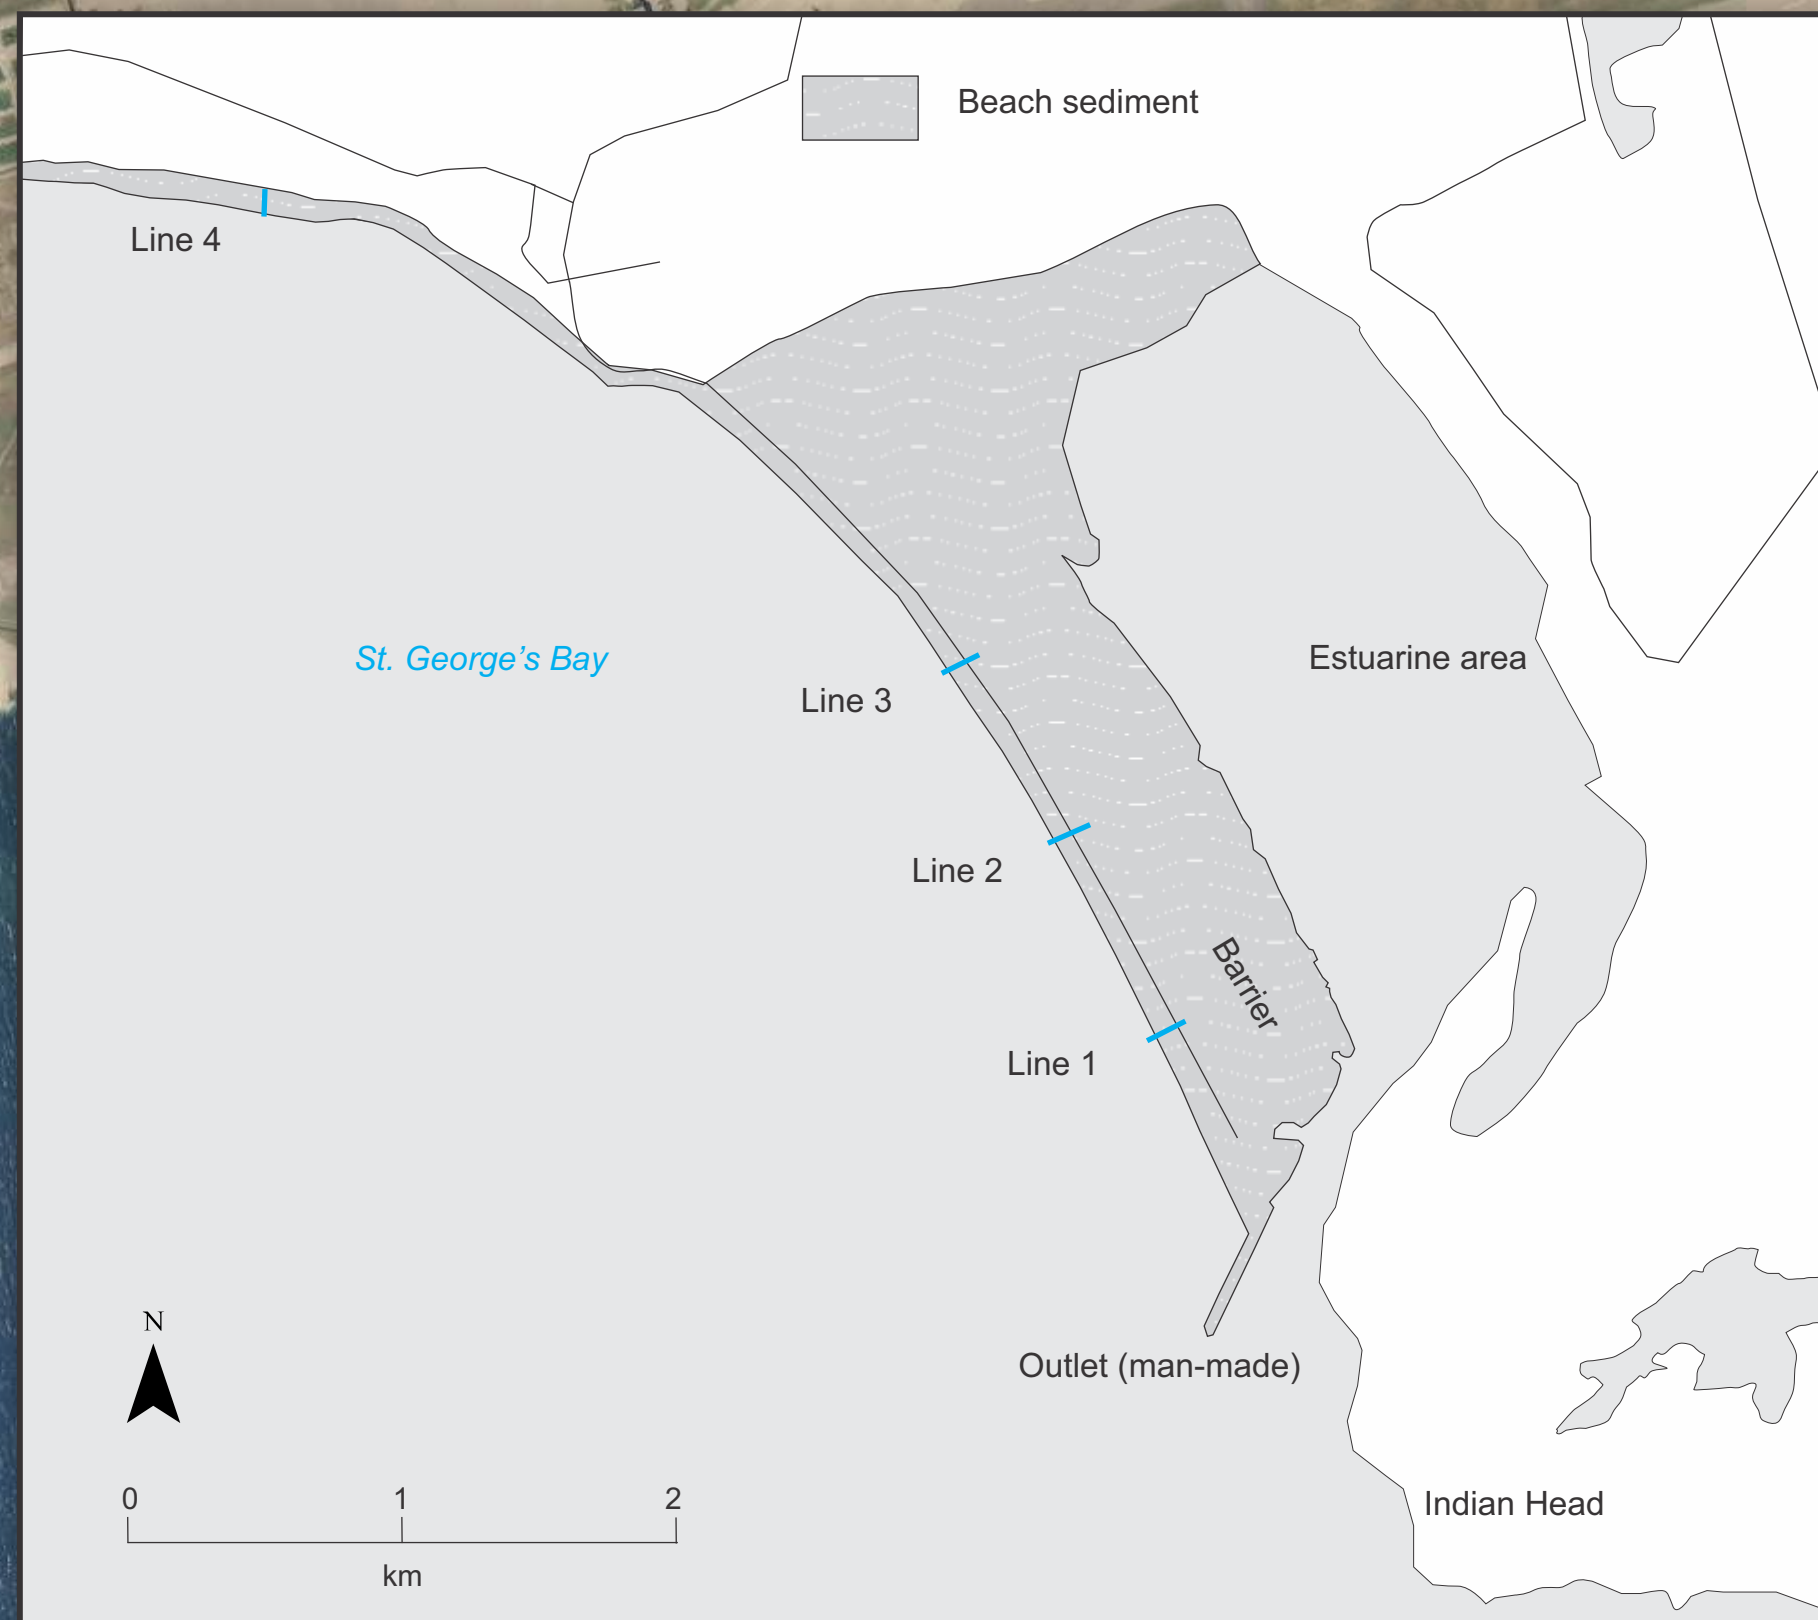 Beach sediment
Line 4
St. George's Bay
Estuarine area
Line 3
Line 2
Barrier
Line 1
N
Outlet (man-made)
0 1 2
km
Indian Head